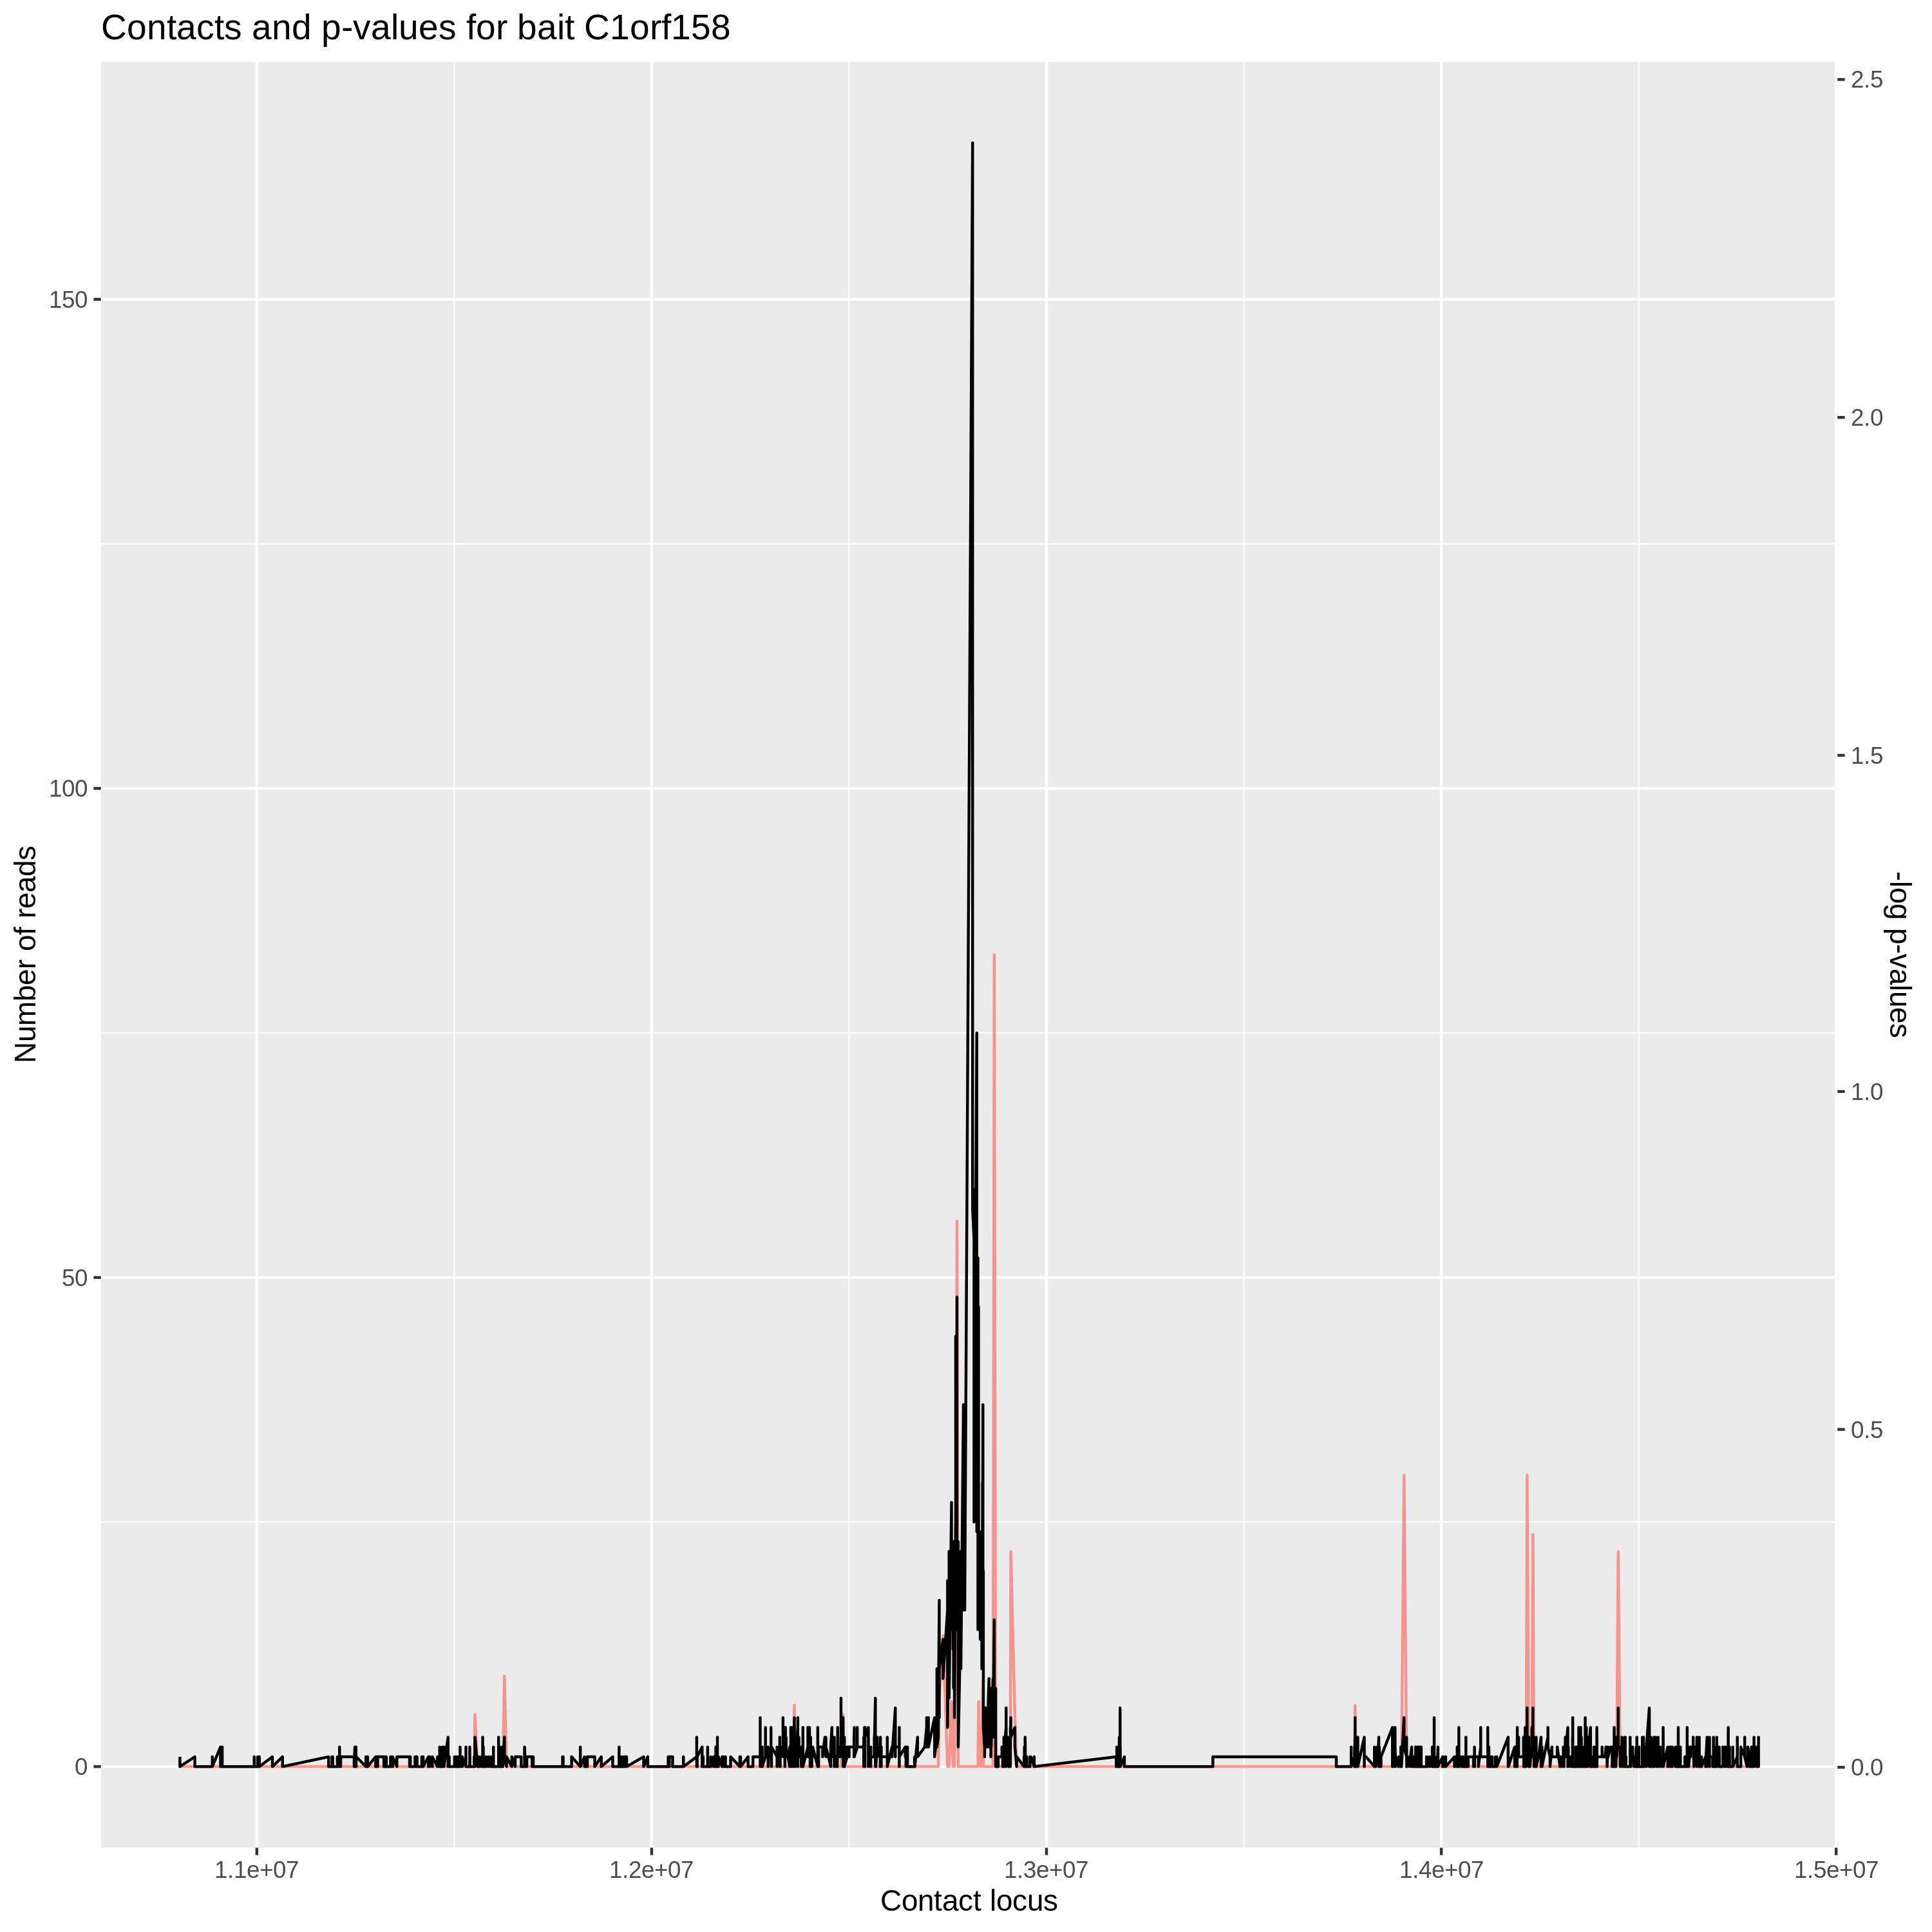 Contacts and p-values for bait C1orf158
Number of reads
150
100
50
0
2.5
2.0
1.5
1.0
0.5
0.0
-log p-values
1.1e+07
1.2e+07
1.3e+07
1.4e+07
1.5e+07
Contact locus